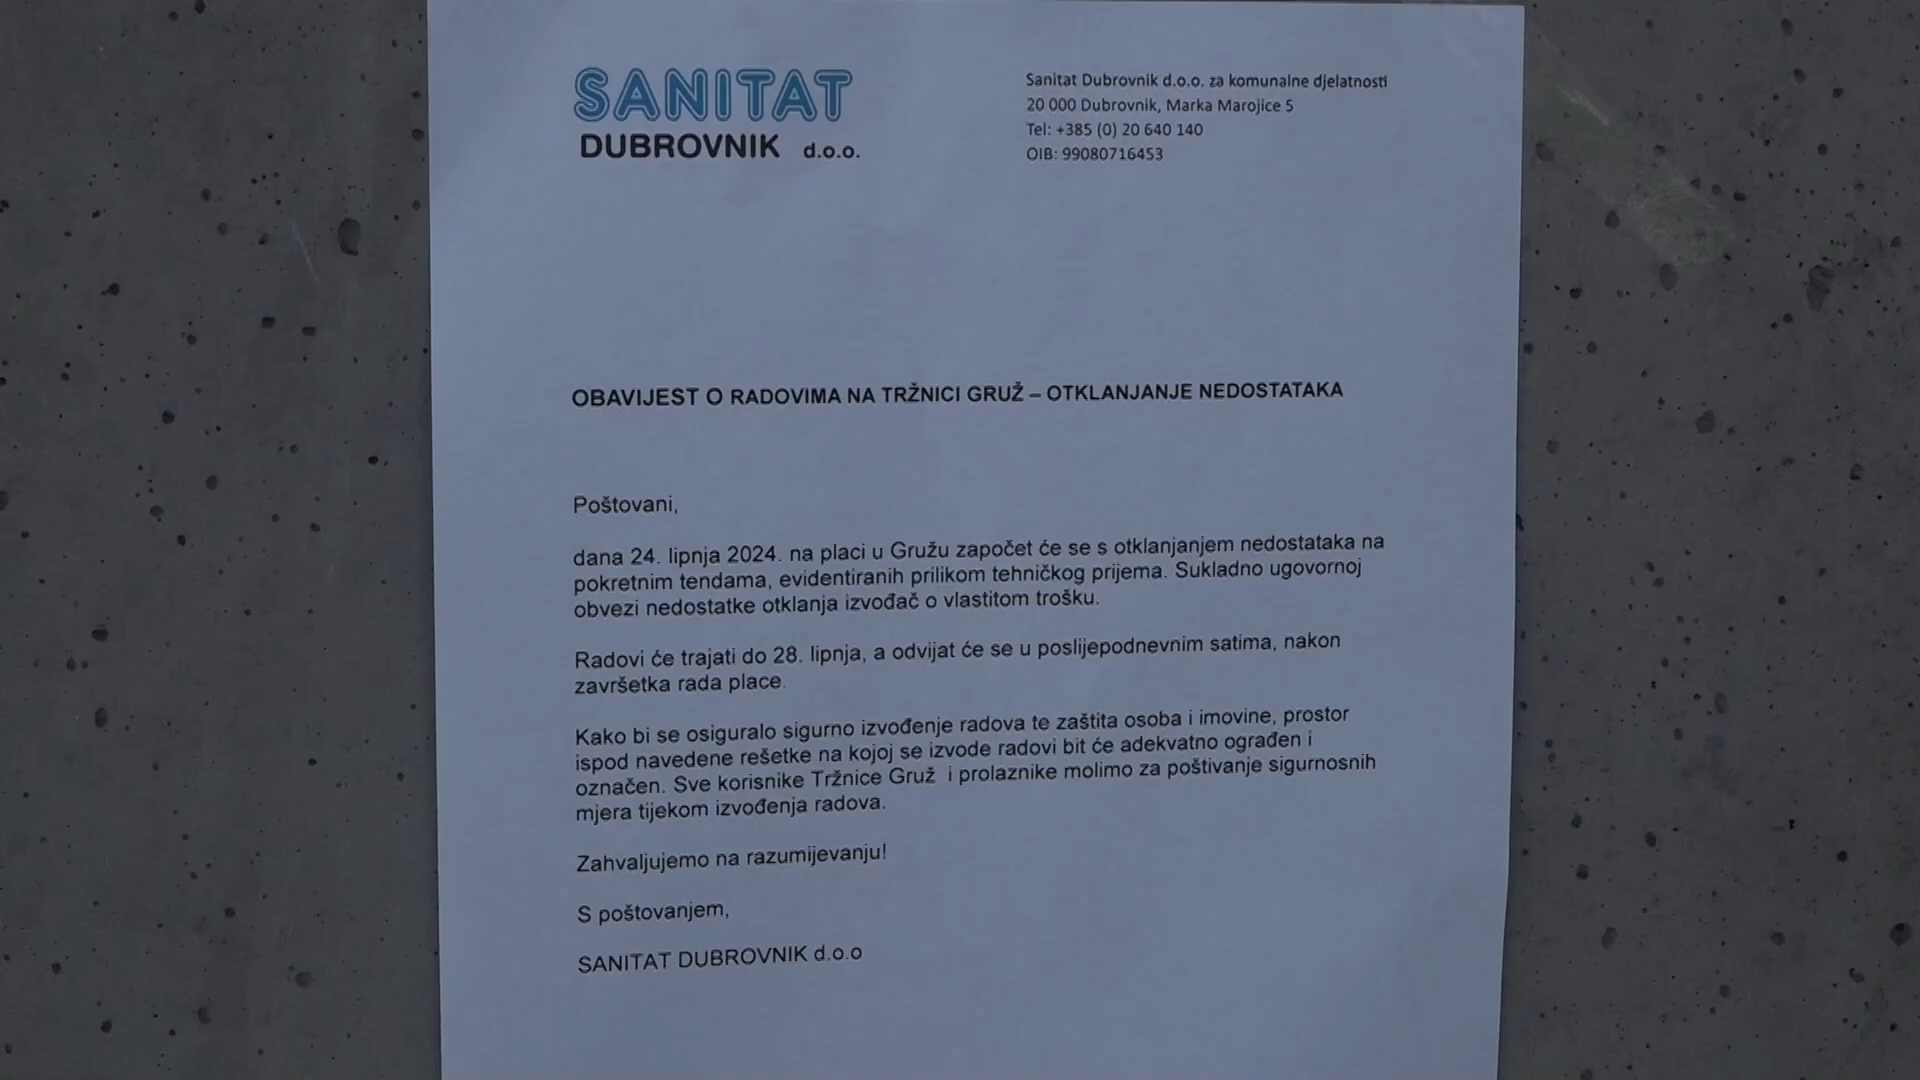 SANITAT
DUBROVNIK d.o.o.
Sanitat Dubrovnik d.o.o. za komunalne djelatnosti
20 000 Dubrovnik, Marka Marojice 5
Tel: +385 (0) 20 640 140
OIB: 99080716453
OBAVIJEST O RADOVIMA NA TRŽNICI GRUŽ – OTKLANJANJE NEDOSTATAKA
Poštovani,
dana 24. lipnja 2024. na placi u Gružu započet će se s otklanjanjem nedostataka na
pokretnim tendama, evidentiranih prilikom tehničkog prijema. Sukladno ugovornoj
obvezi nedostatke otklanja izvođač o vlastitom trošku.
Radovi će trajati do 28. lipnja, a odvijat će se u poslijepodnevnim satima, nakon
završetka rada place.
Kako bi se osiguralo sigurno izvođenje radova te zaštita osoba i imovine, prostor
ispod navedene rešetke na kojoj se izvode radovi bit će adekvatno ograđen i
označen. Sve korisnike Tržnice Gruž i prolaznike molimo za poštivanje sigurnosnih
mjera tijekom izvođenja radova.
Zahvaljujemo na razumijevanju!
S poštovanjem,
SANITAT DUBROVNIK d.o.o